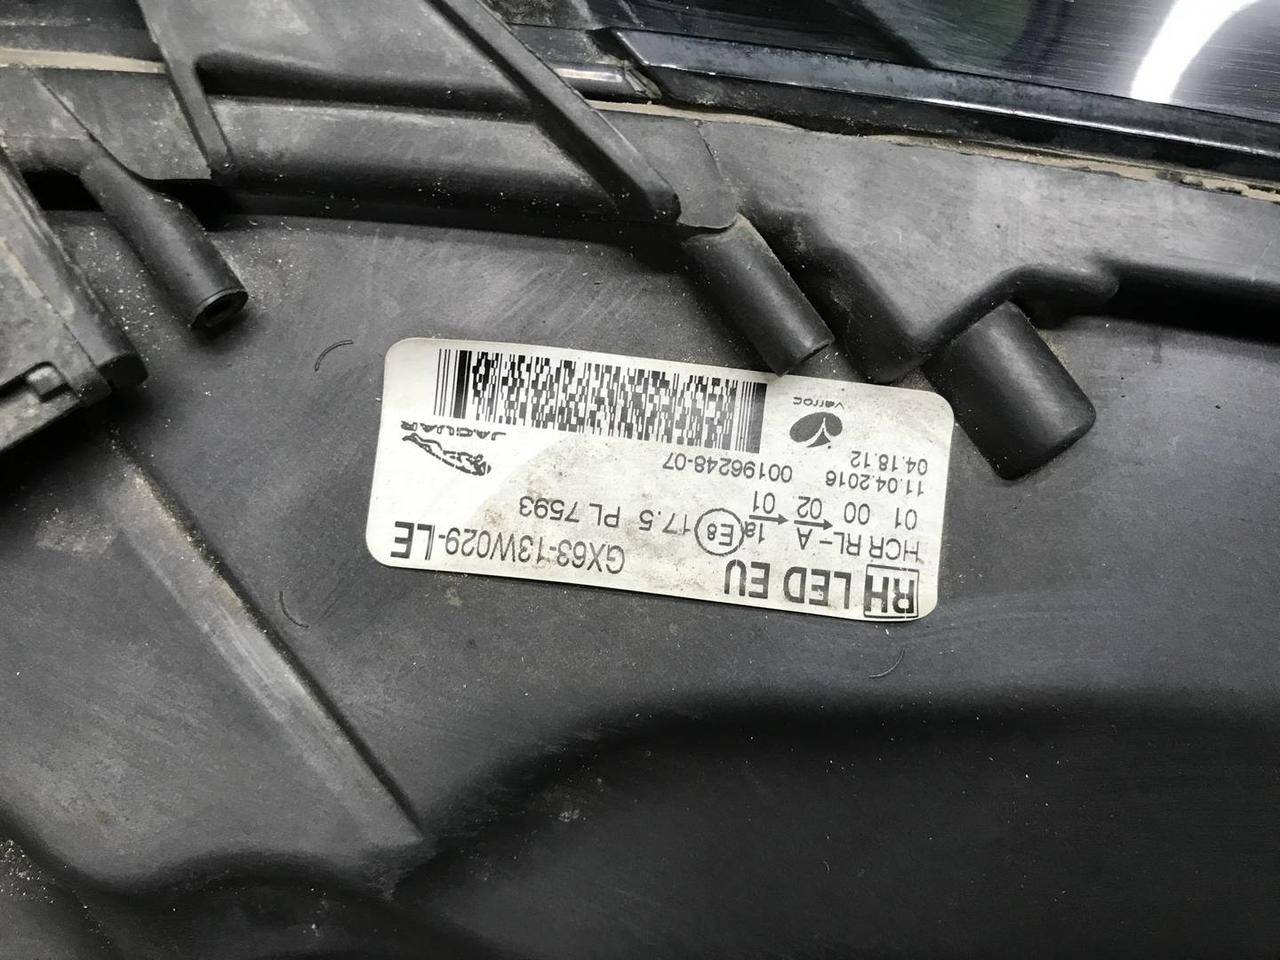 RH LED EU GX63-13W029-LE
HCR RL-A 1a E8 17.5 PL 7593
01 00 02 01
11.04.2016 00196248-07
04.18.12
JAGUAR
varroc